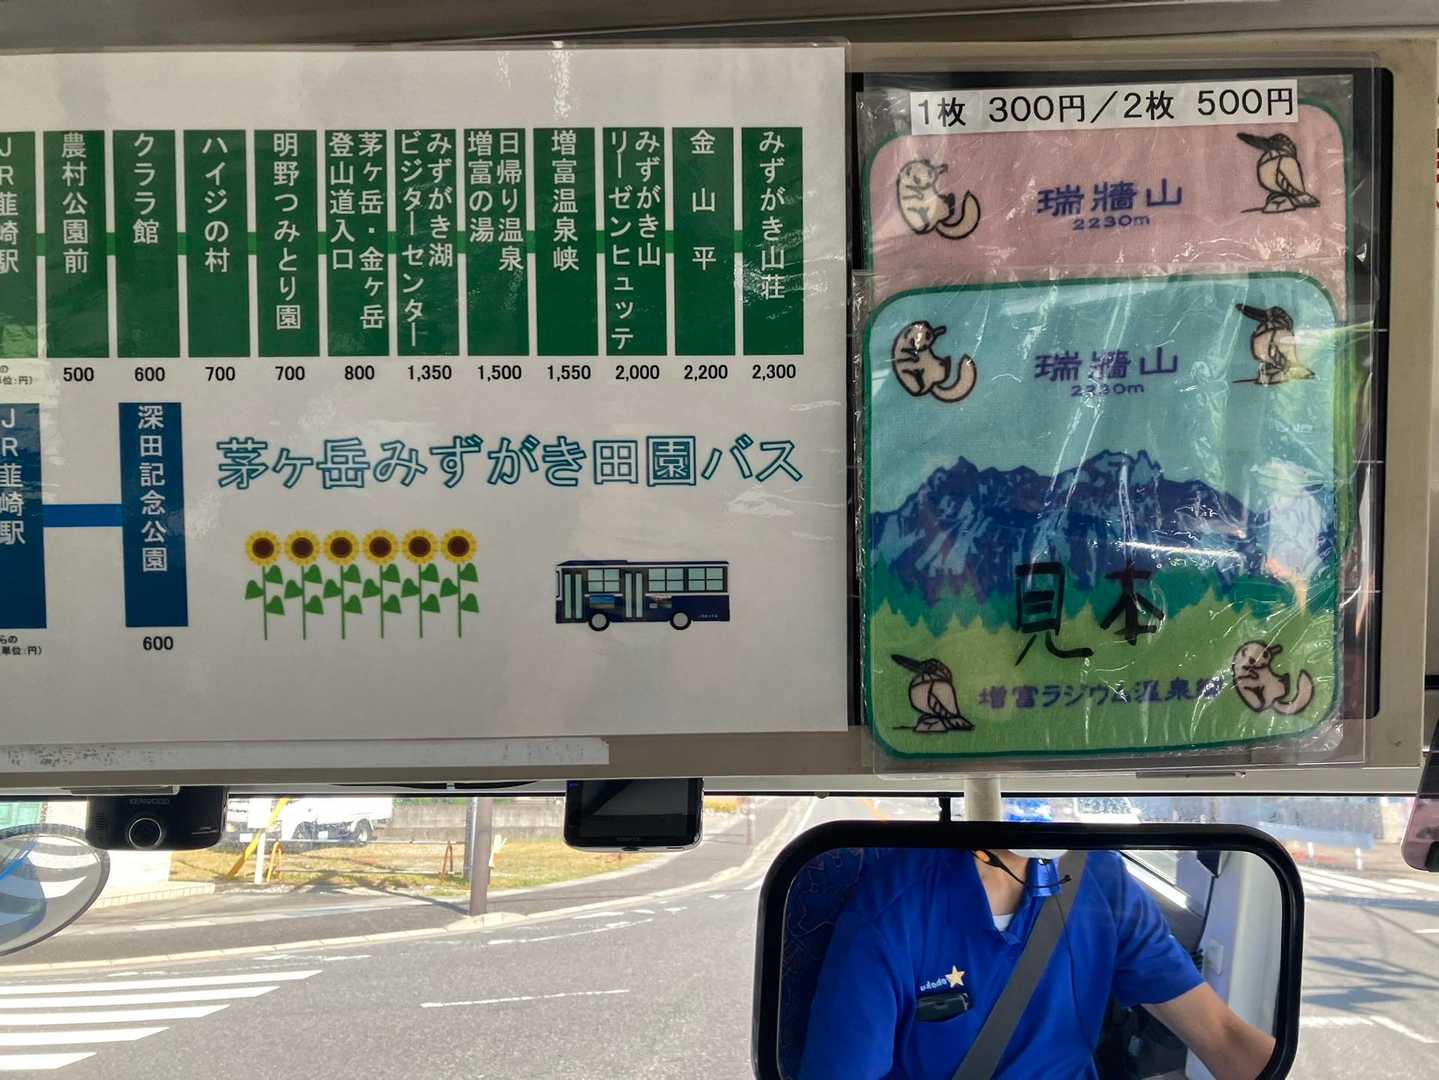 JR韮崎駅
農村公園前
クララ館
ハイジの村
明野ふるさと太陽館
茅ヶ岳・金ヶ岳
登山道入口
みずがき湖
ビジターセンター
日帰り温泉
増富の湯
増富温泉峡
みずがき山
リーゼンヒュッテ
金山平
みずがき山荘
500 600 700 700 800 1,350 1,500 1,550 2,000 2,200 2,300
JR韮崎駅
深田記念公園
600
茅ヶ岳みずがき田園バス
1枚 300円／2枚 500円
瑞牆山
2230m
瑞牆山
2230m
見本
増富ラジウム温泉郷
KENWOOD